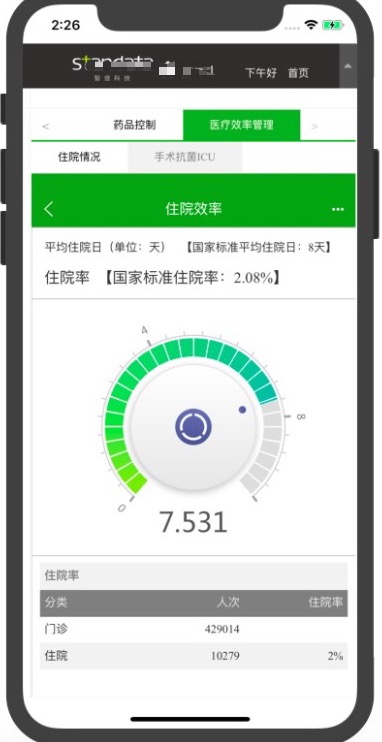 2:26
standata
智信科技
下午好 首页
< 药品控制 医疗效率管理 >
住院情况 手术抗菌ICU
住院效率 ...
平均住院日（单位：天） 【国家标准平均住院日：8天】
住院率 【国家标准住院率：2.08%】
4
8
0
7.531
住院率
分类 人次 住院率
门诊 429014
住院 10279 2%